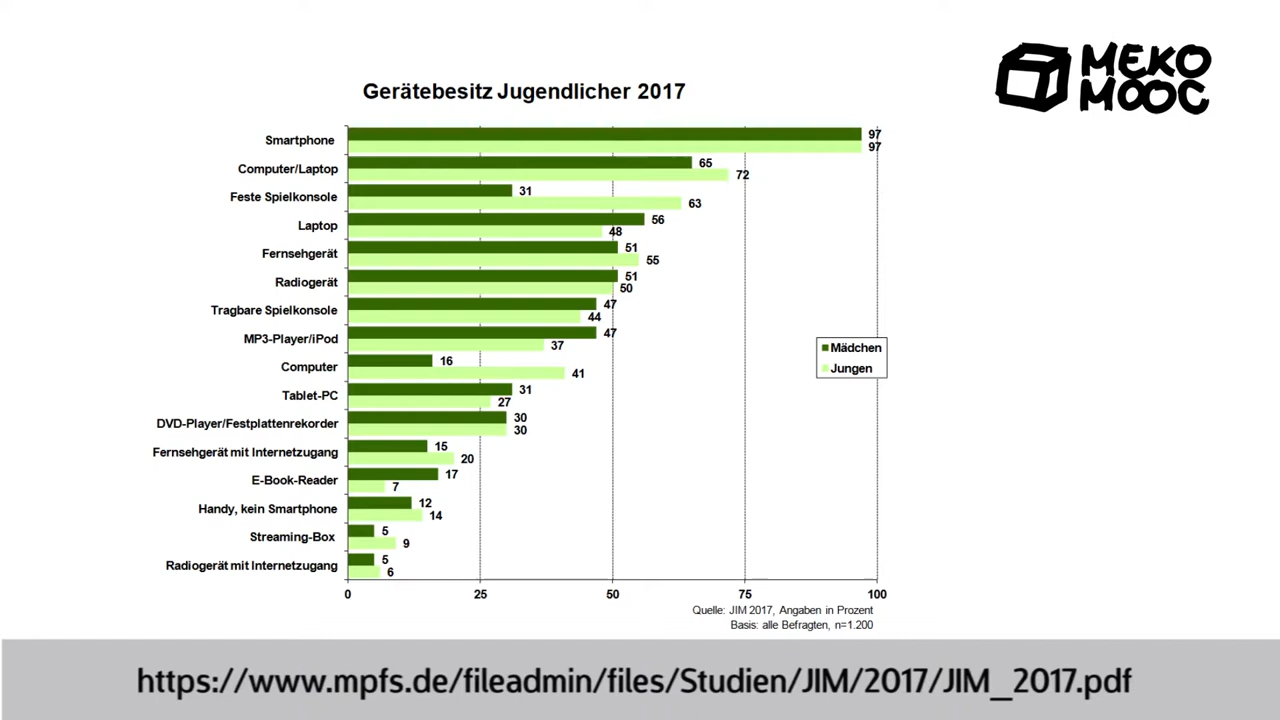 MEKO
MOOC
Gerätebesitz Jugendlicher 2017
Smartphone 97 97
Computer/Laptop 65 72
Feste Spielkonsole 31 63
Laptop 56 48
Fernsehgerät 51 55
Radiogerät 51 50
Tragbare Spielkonsole 47 44
MP3-Player/iPod 47 37
Computer 16 41
Tablet-PC 31 27
DVD-Player/Festplattenrekorder 30 30
Fernsehgerät mit Internetzugang 15 20
E-Book-Reader 17 7
Handy, kein Smartphone 12 14
Streaming-Box 5 9
Radiogerät mit Internetzugang 5 6
Mädchen
Jungen
0 25 50 75 100
Quelle: JIM 2017, Angaben in Prozent
Basis: alle Befragten, n=1.200
https://www.mpfs.de/fileadmin/files/Studien/JIM/2017/JIM_2017.pdf